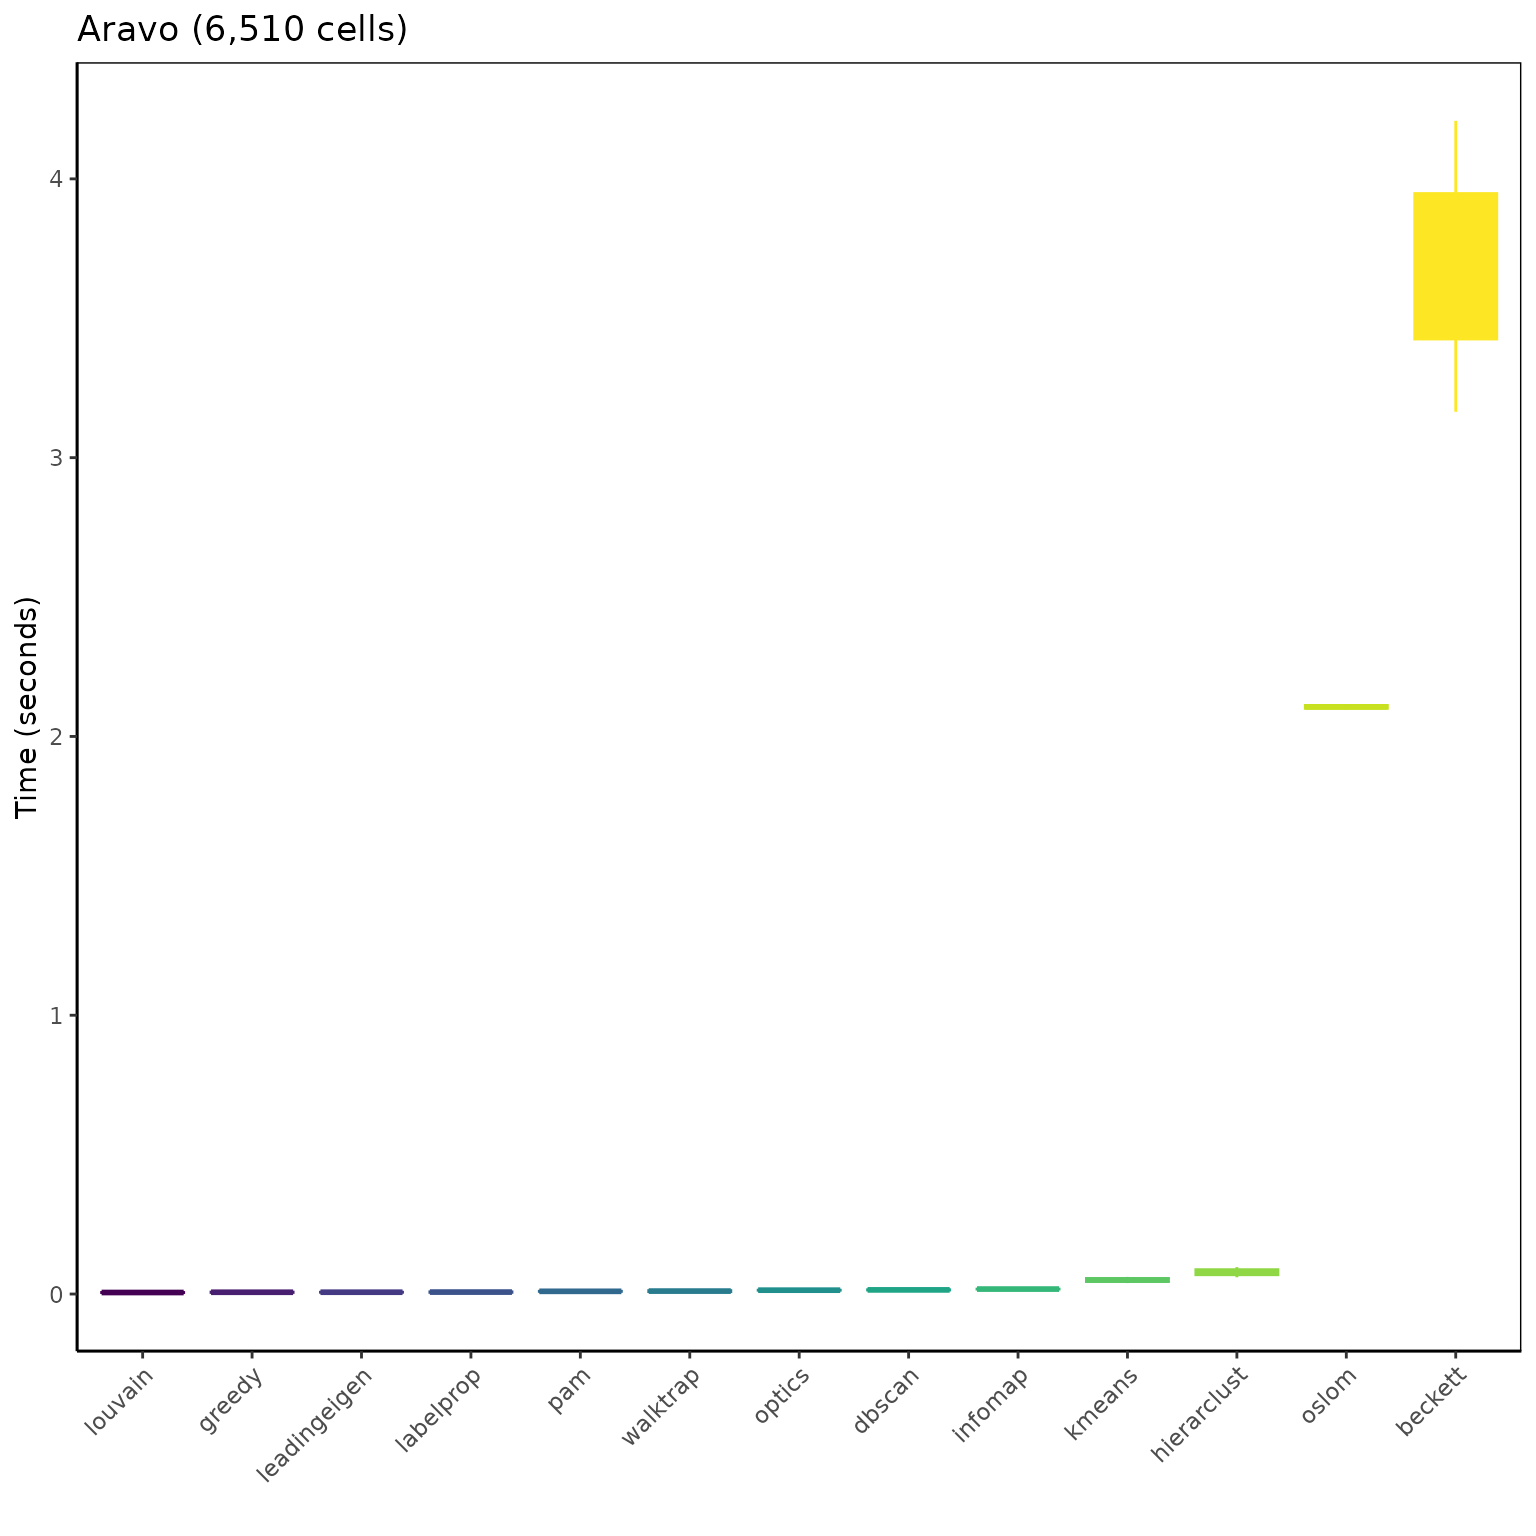 Aravo (6,510 cells)
Time (seconds)
4
3
2
1
0
louvain
greedy
leadingeigen
labelprop
pam
walktrap
optics
dbscan
infomap
kmeans
hierarclust
oslom
beckett